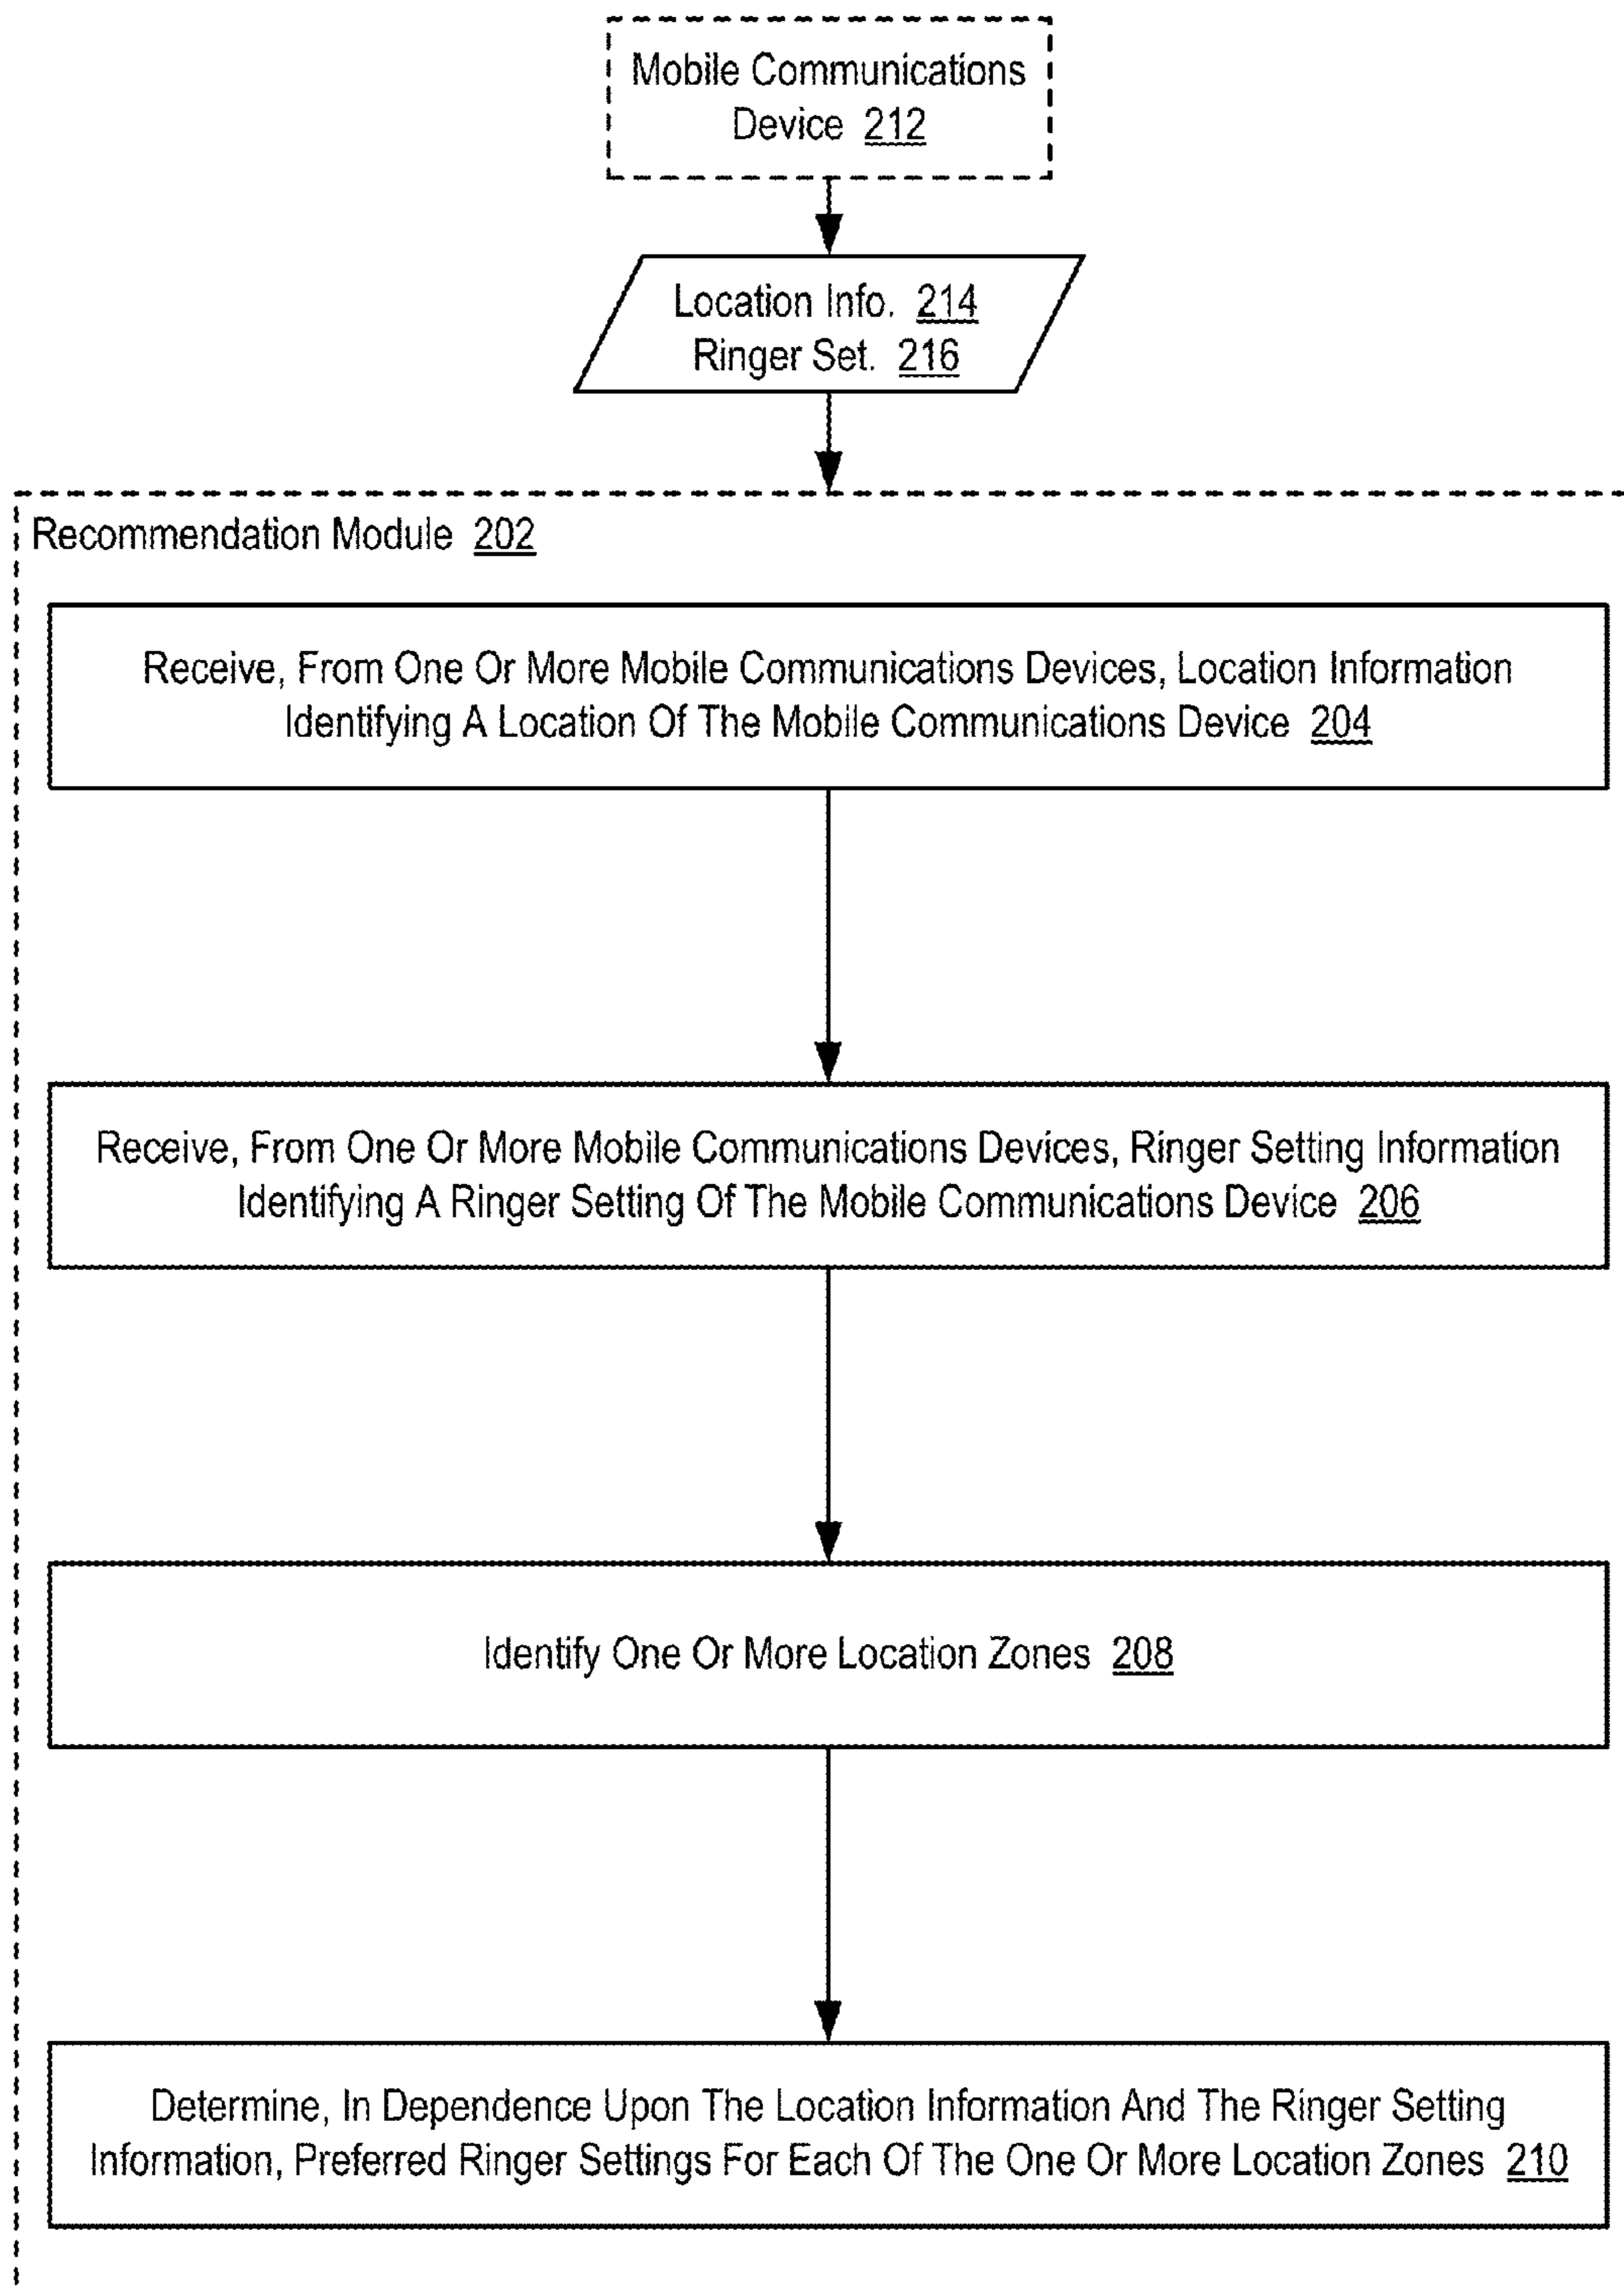 Mobile Communications
Device 212
Location Info. 214
Ringer Set. 216
Recommendation Module 202
Receive, From One Or More Mobile Communications Devices, Location Information
Identifying A Location Of The Mobile Communications Device 204
Receive, From One Or More Mobile Communications Devices, Ringer Setting Information
Identifying A Ringer Setting Of The Mobile Communications Device 206
Identify One Or More Location Zones 208
Determine, In Dependence Upon The Location Information And The Ringer Setting
Information, Preferred Ringer Settings For Each Of The One Or More Location Zones 210